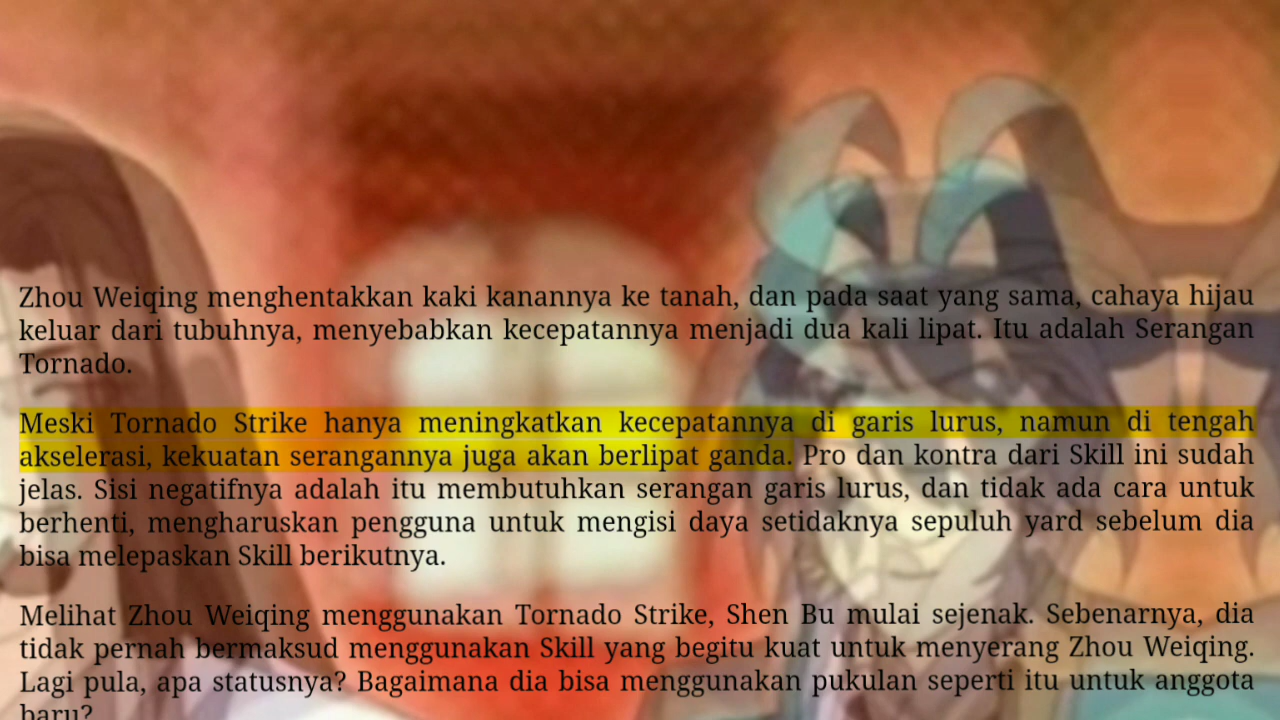 Zhou Weiqing menghentakkan kaki kanannya ke tanah, dan pada saat yang sama, cahaya hijau
keluar dari tubuhnya, menyebabkan kecepatannya menjadi dua kali lipat. Itu adalah Serangan
Tornado.
Meski Tornado Strike hanya meningkatkan kecepatannya di garis lurus, namun di tengah
akselerasi, kekuatan serangannya juga akan berlipat ganda. Pro dan kontra dari Skill ini sudah
jelas. Sisi negatifnya adalah itu membutuhkan serangan garis lurus, dan tidak ada cara untuk
berhenti, mengharuskan pengguna untuk mengisi daya setidaknya sepuluh yard sebelum dia
bisa melepaskan Skill berikutnya.
Melihat Zhou Weiqing menggunakan Tornado Strike, Shen Bu mulai sejenak. Sebenarnya, dia
tidak pernah bermaksud menggunakan Skill yang begitu kuat untuk menyerang Zhou Weiqing.
Lagi pula, apa statusnya? Bagaimana dia bisa menggunakan pukulan seperti itu untuk anggota
baru?